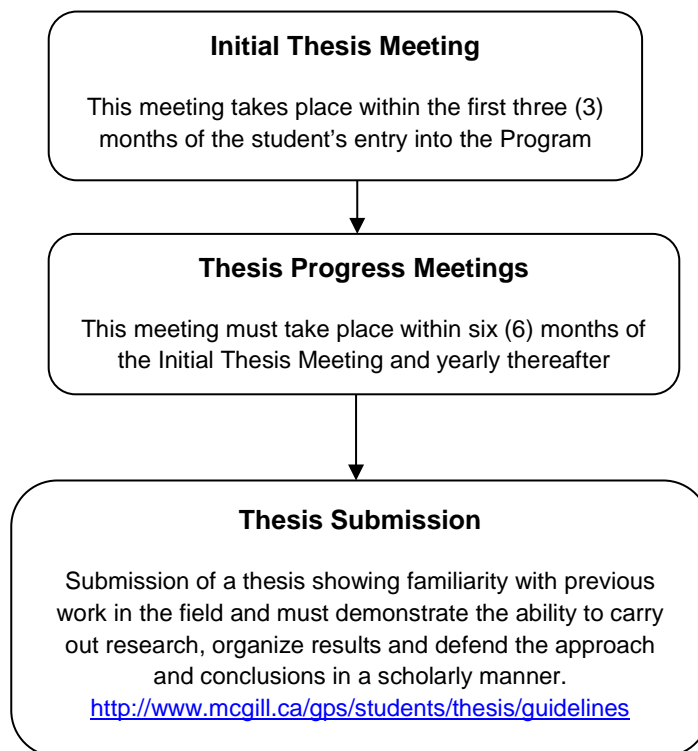 Initial Thesis Meeting
This meeting takes place within the first three (3)
months of the student’s entry into the Program
Thesis Progress Meetings
This meeting must take place within six (6) months of
the Initial Thesis Meeting and yearly thereafter
Thesis Submission
Submission of a thesis showing familiarity with previous
work in the field and must demonstrate the ability to carry
out research, organize results and defend the approach
and conclusions in a scholarly manner.
http://www.mcgill.ca/gps/students/thesis/guidelines